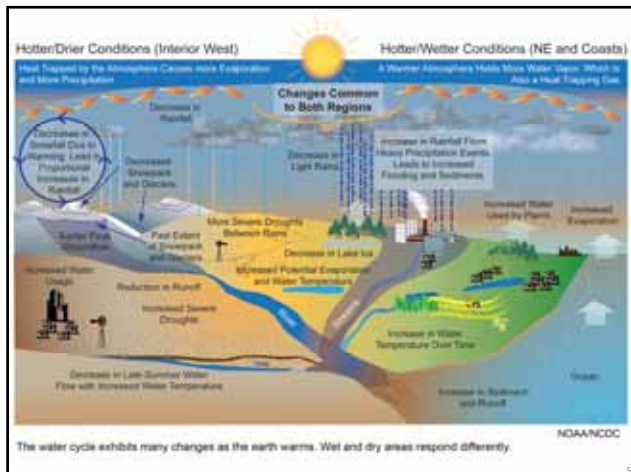 Hotter/Drier Conditions (Interior West)
Hotter/Wetter Conditions (NE and Coasts)
Heat Trapped by the Atmosphere Causes more Evaporation
and More Precipitation
A Warmer Atmosphere Holds More Water Vapor, Which is
Also a Heat Trapping Gas
Changes Common
to Both Regions
Decrease in
Rainfall
Decreases in
Snowfall Due to
Warming Lead to
Proportional
Increases in
Rainfall
Decreased
Snowpack
and Glaciers
Decrease in
Light Rains
Increase in Rainfall From
Heavy Precipitation Events
Leads to Increased
Flooding and Sediments
Increased Water
Used by Plants
Increased
Evaporation
Earlier Peak
Streamflow
Past Extent
of Snowpack
and Glaciers
More Severe Droughts
Between Rains
Decrease in Lake Ice
Increased Potential Evaporation
and Water Temperature
Increased Water
Usage
Reduction in Runoff
Increased Severe
Droughts
River
Increase in Water
Temperature Over Time
Decrease in Late-Summer Water
Flow with Increased Water Temperature
Increase in Sediment
and Runoff
Ocean
NOAA/NCDC
The water cycle exhibits many changes as the earth warms. Wet and dry areas respond differently.
5